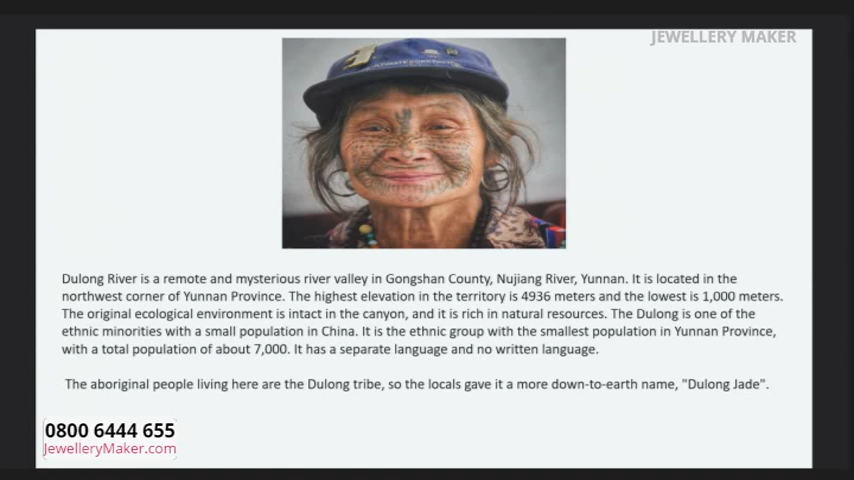 JEWELLERY MAKER
Dulong River is a remote and mysterious river valley in Gongshan County, Nujiang River, Yunnan. It is located in the
northwest corner of Yunnan Province. The highest elevation in the territory is 4936 meters and the lowest is 1,000 meters.
The original ecological environment is intact in the canyon, and it is rich in natural resources. The Dulong is one of the
ethnic minorities with a small population in China. It is the ethnic group with the smallest population in Yunnan Province,
with a total population of about 7,000. It has a separate language and no written language.
The aboriginal people living here are the Dulong tribe, so the locals gave it a more down-to-earth name, "Dulong Jade".
0800 6444 655
JewelleryMaker.com